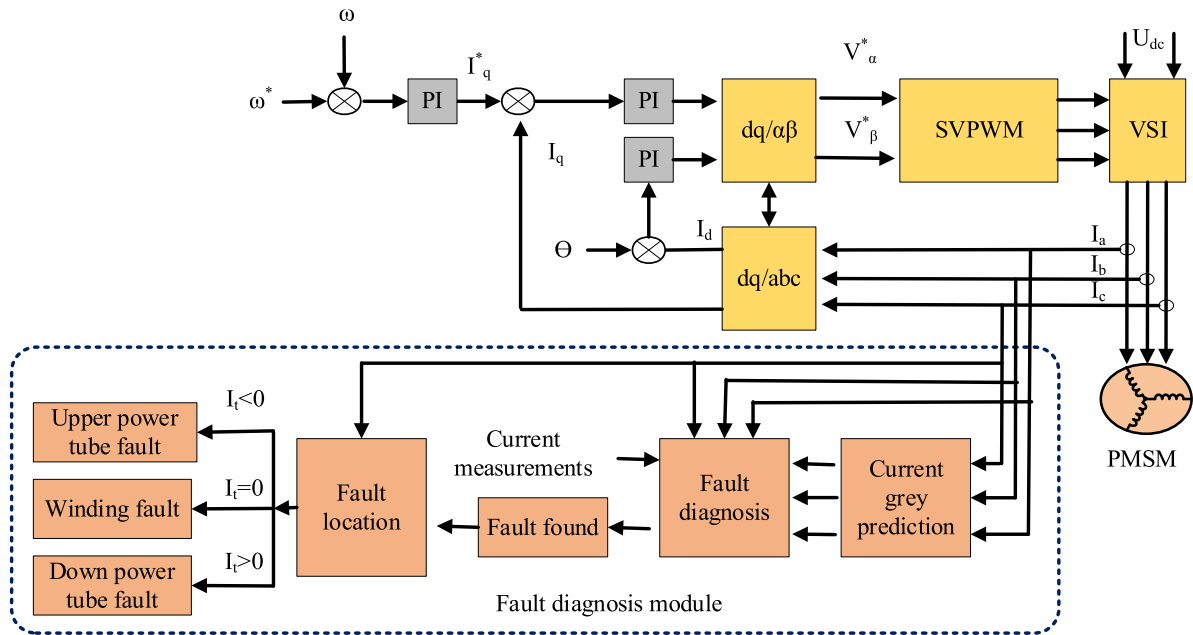 ω
ω*
PI
I*q
Iq
PI
PI
Ɵ
Id
dq/αβ
dq/abc
V*α
V*β
SVPWM
Udc
VSI
Ia
Ib
Ic
PMSM
It<0
Upper power
tube fault
It=0
Winding fault
It>0
Down power
tube fault
Fault
location
Current
measurements
Fault found
Fault
diagnosis
Current
grey
prediction
Fault diagnosis module